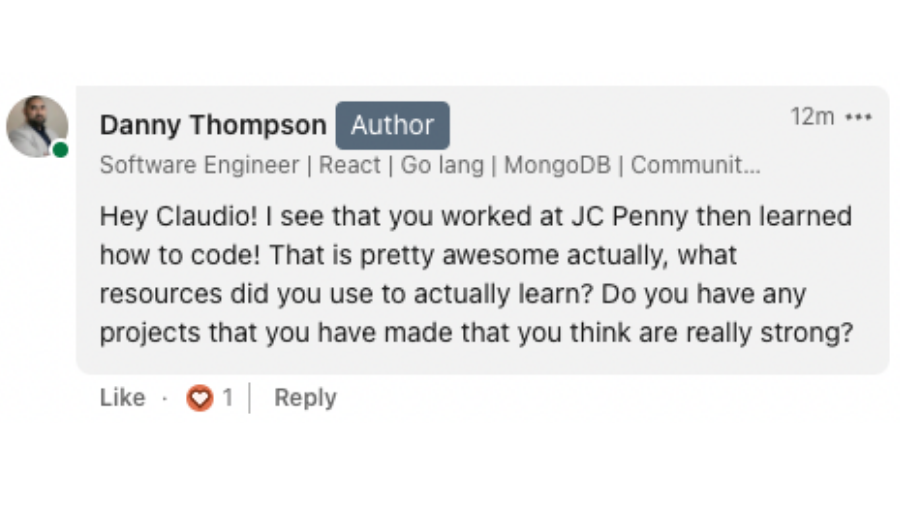 Danny Thompson Author
12m
Software Engineer | React | Go lang | MongoDB | Communit...
Hey Claudio! I see that you worked at JC Penny then learned
how to code! That is pretty awesome actually, what
resources did you use to actually learn? Do you have any
projects that you have made that you think are really strong?
Like · 1 | Reply